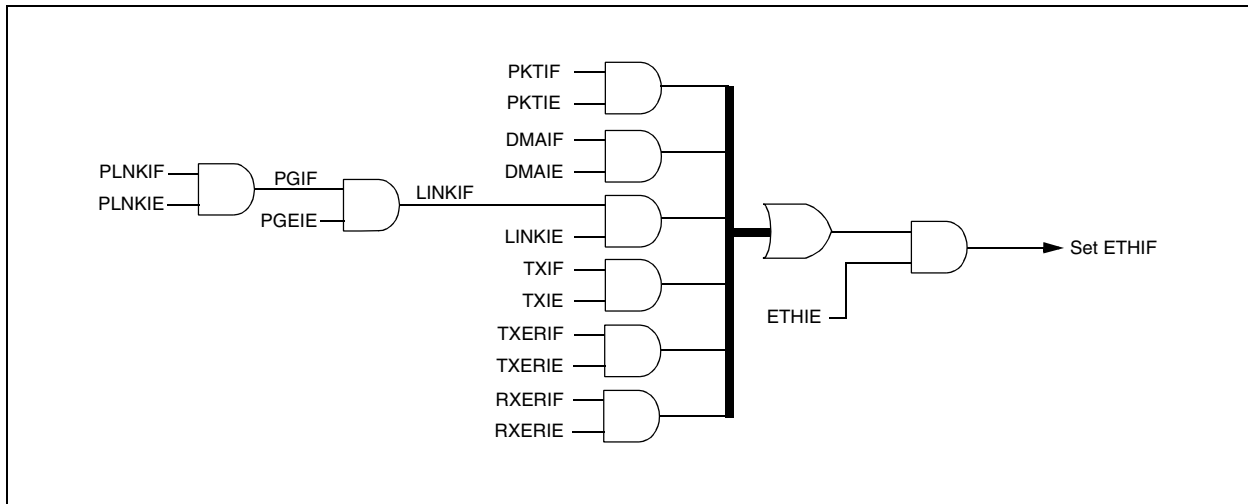 PKTIF
PKTIE
DMAIF
DMAIE
PLNKIF
PLNKIE
PGIF
PGEIE
LINKIF
LINKIE
TXIF
TXIE
TXERIF
TXERIE
RXERIF
RXERIE
ETHIE
Set ETHIF